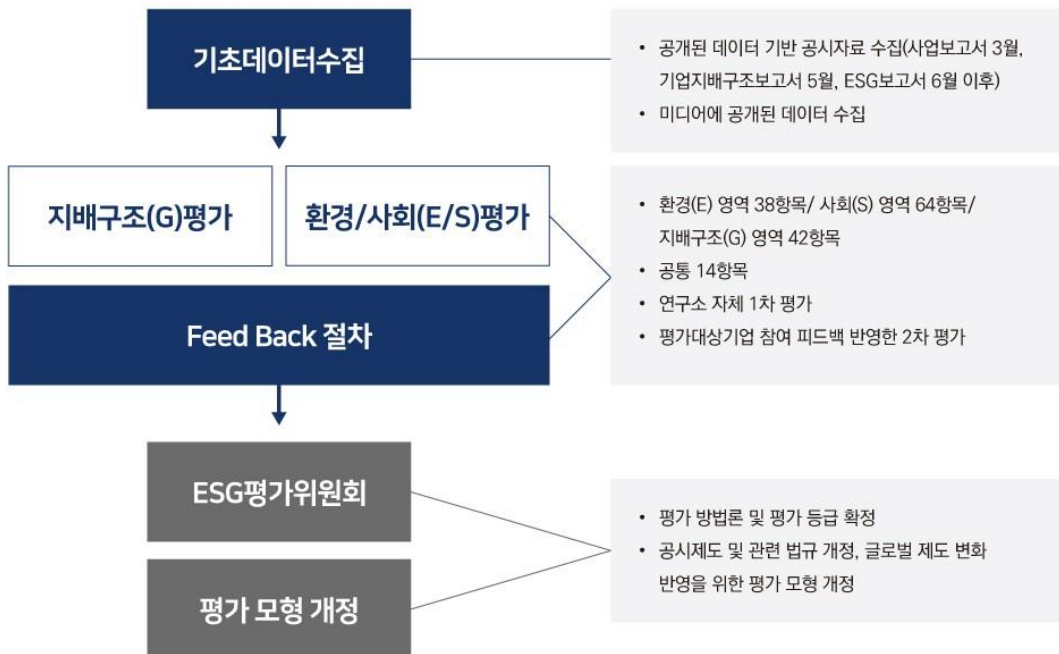 기초데이터수집
• 공개된 데이터 기반 공시자료 수집(사업보고서 3월,
기업지배구조보고서 5월, ESG보고서 6월 이후)
• 미디어에 공개된 데이터 수집
지배구조(G)평가
환경/사회(E/S)평가
Feed Back 절차
• 환경(E) 영역 38항목/ 사회(S) 영역 64항목/
지배구조(G) 영역 42항목
• 공통 14항목
• 연구소 자체 1차 평가
• 평가대상기업 참여 피드백 반영한 2차 평가
ESG평가위원회
평가 모형 개정
• 평가 방법론 및 평가 등급 확정
• 공시제도 및 관련 법규 개정, 글로벌 제도 변화
반영을 위한 평가 모형 개정